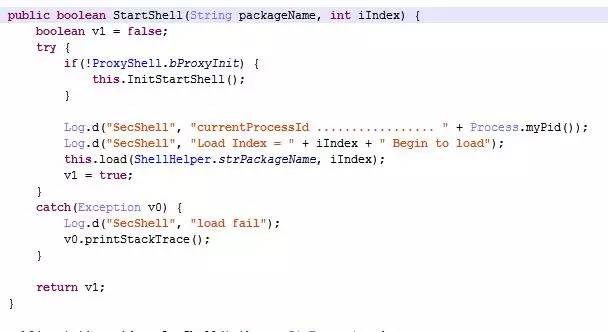 public boolean StartShell(String packageName, int iIndex) {
    boolean v1 = false;
    try {
        if(!ProxyShell.bProxyInit) {
            this.InitStartShell();
        }

        Log.d("SecShell", "currentProcessId ................. " + Process.myPid());
        Log.d("SecShell", "Load Index = " + iIndex + " Begin to load");
        this.load(ShellHelper.strPackageName, iIndex);
        v1 = true;
    }
    catch(Exception v0) {
        Log.d("SecShell", "load fail");
        v0.printStackTrace();
    }

    return v1;
}